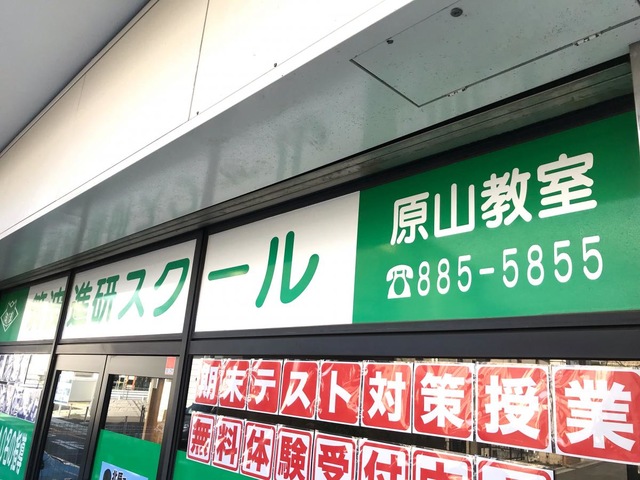 進研スクール
原山教室
☎885-5855
期末テスト対策授業
無料体験受付中